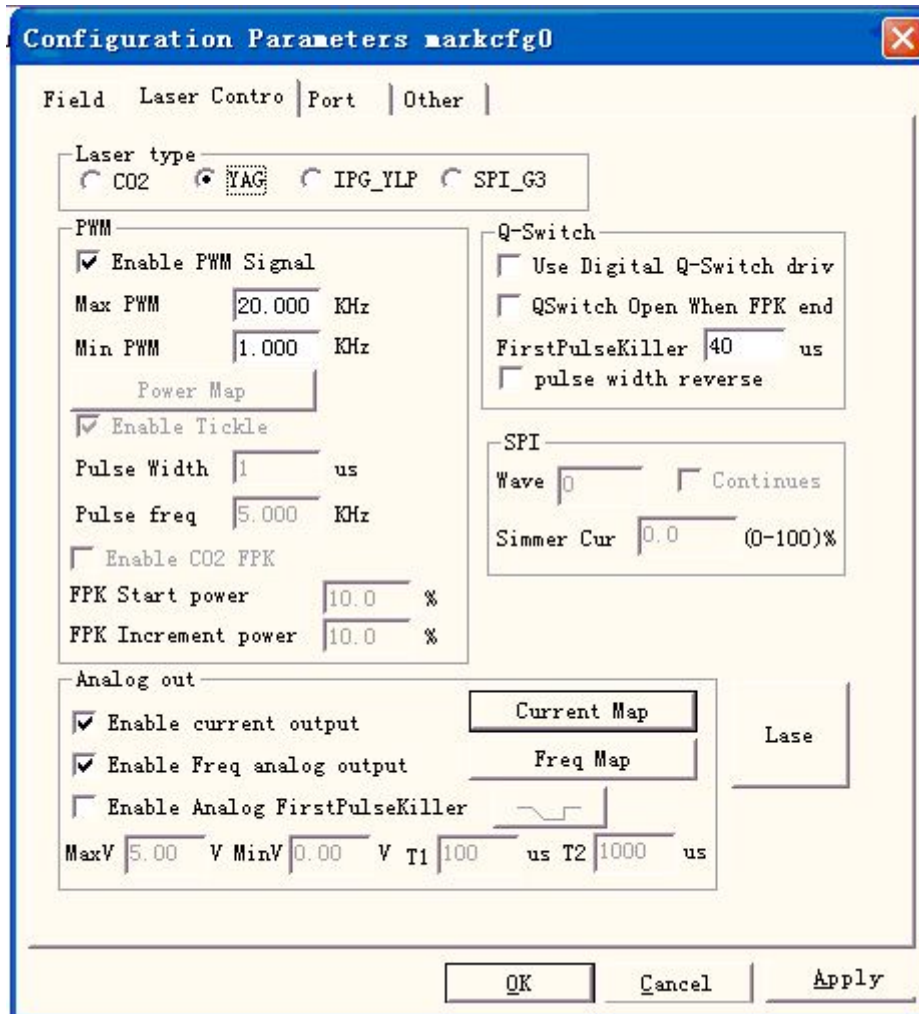 Configuration Parameters markcfg0
Field Laser Contro Port Other
Laser type
CO2 YAG IPG_YLP SPI_G3
PWM
Enable PWM Signal
Max PWM 20.000 KHz
Min PWM 1.000 KHz
Power Map
Enable Tickle
Pulse Width 1 us
Pulse freq 5.000 KHz
Enable CO2 FPK
FPK Start power 10.0 %
FPK Increment power 10.0 %
Q-Switch
Use Digital Q-Switch driv
QSwitch Open When FPK end
FirstPulseKiller 40 us
pulse width reverse
SPI
Wave 0 Continues
Simmer Cur 0.0 (0-100)%
Analog out
Enable current output Current Map
Enable Freq analog output Freq Map
Enable Analog FirstPulseKiller
MaxV 5.00 V MinV 0.00 V T1 100 us T2 1000 us
Lase
OK Cancel Apply